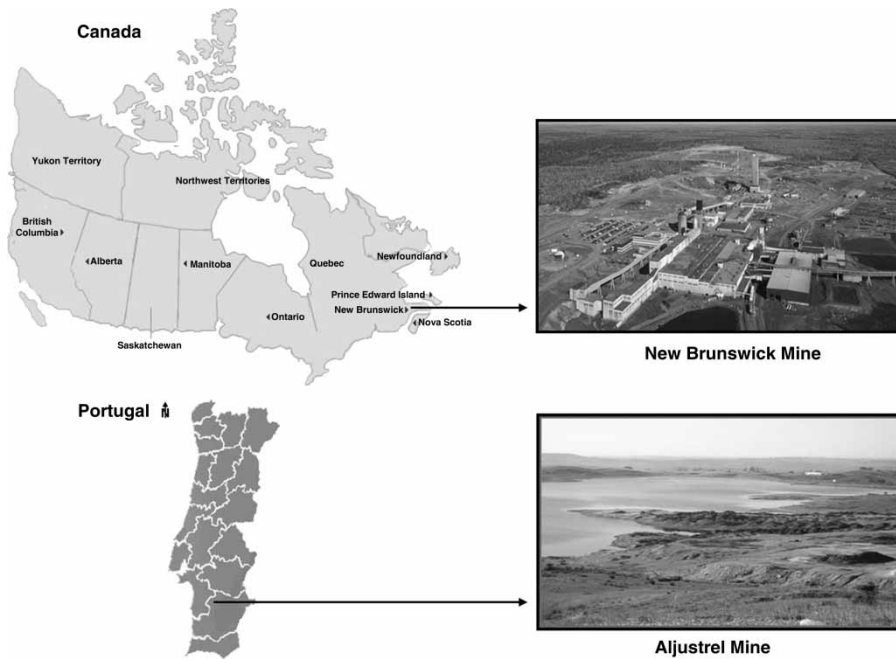 Canada
Yukon Territory
Northwest Territories
British
Columbia
Alberta
Manitoba
Saskatchewan
Ontario
Quebec
Newfoundland
Prince Edward Island
New Brunswick
Nova Scotia
New Brunswick Mine
Portugal
N
Aljustrel Mine